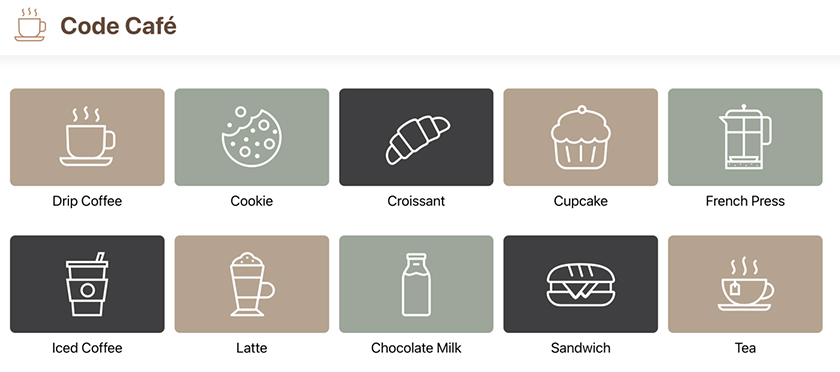 Code Café
Drip Coffee
Cookie
Croissant
Cupcake
French Press
Iced Coffee
Latte
Chocolate Milk
Sandwich
Tea